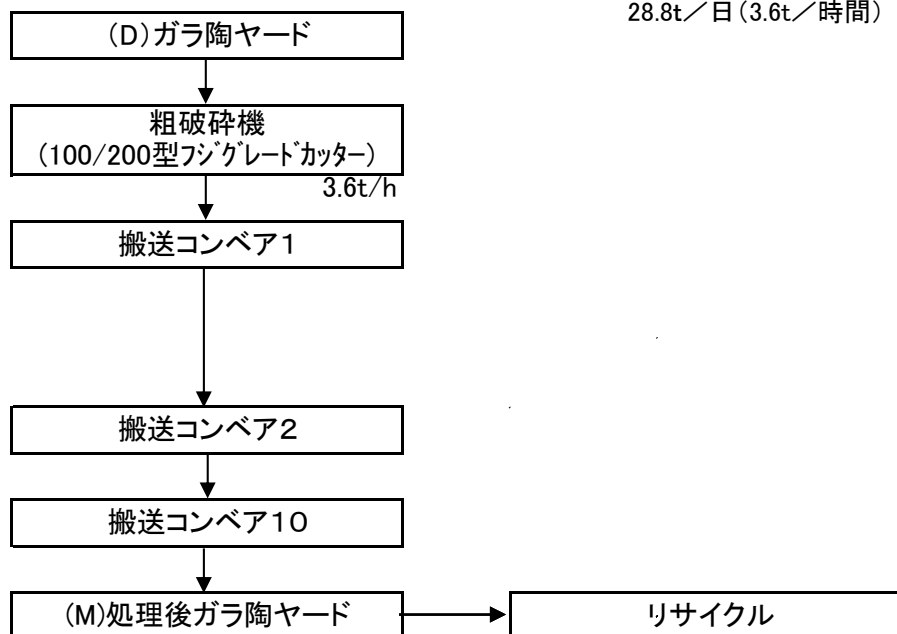 28.8t／日(3.6t／時間)
(D)ガラ陶ヤード
粗破砕機
(100/200型ﾌｼﾞｸﾞﾚｰﾄﾞｶｯﾀｰ)
3.6t/h
搬送コンベア1
搬送コンベア２
搬送コンベア１０
(M)処理後ガラ陶ヤード
リサイクル